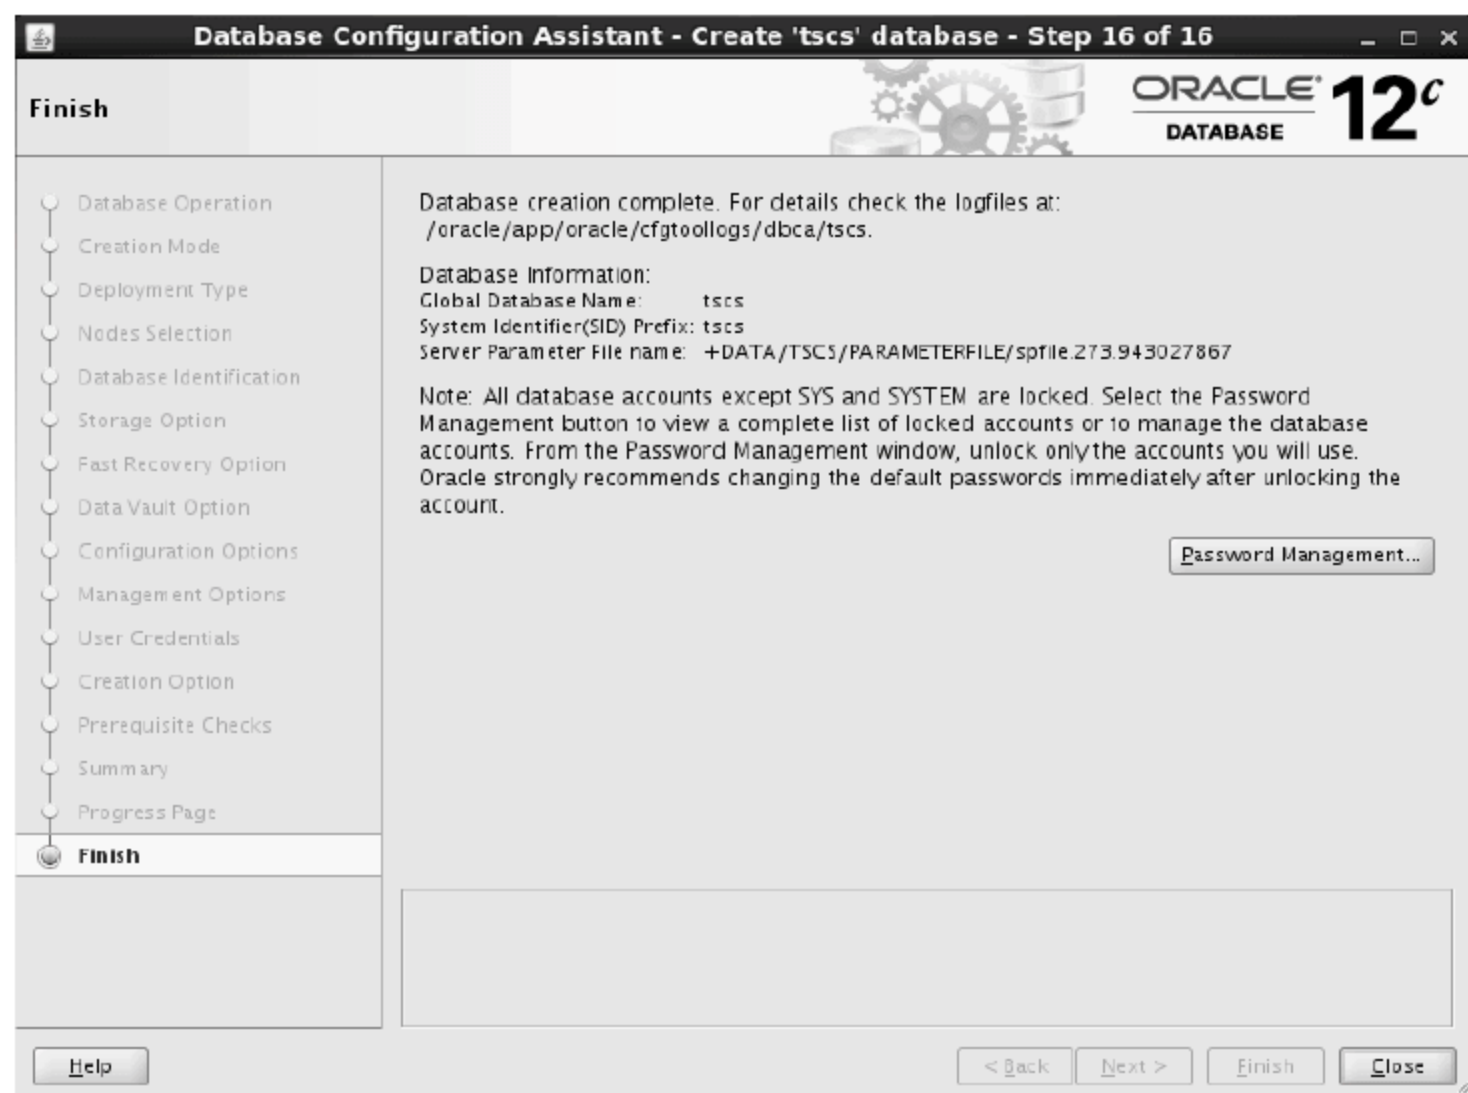 Database Configuration Assistant - Create 'tscs' database - Step 16 of 16
Finish
ORACLE
DATABASE
12c
Database Operation
Creation Mode
Deployment Type
Nodes Selection
Database Identification
Storage Option
Fast Recovery Option
Data Vault Option
Configuration Options
Management Options
User Credentials
Creation Option
Prerequisite Checks
Summary
Progress Page
Finish
Database creation complete. For details check the logfiles at:
/oracle/app/oracle/cfgtoollogs/dbca/tscs.
Database Information:
Global Database Name: tscs
System Identifier(SID) Prefix: tscs
Server Parameter File name: +DATA/TSCS/PARAMETERFILE/spfile.273.943027867
Note: All database accounts except SYS and SYSTEM are locked. Select the Password
Management button to view a complete list of locked accounts or to manage the database
accounts. From the Password Management window, unlock only the accounts you will use.
Oracle strongly recommends changing the default passwords immediately after unlocking the
account.
Password Management...
Help
< Back
Next >
Finish
Close